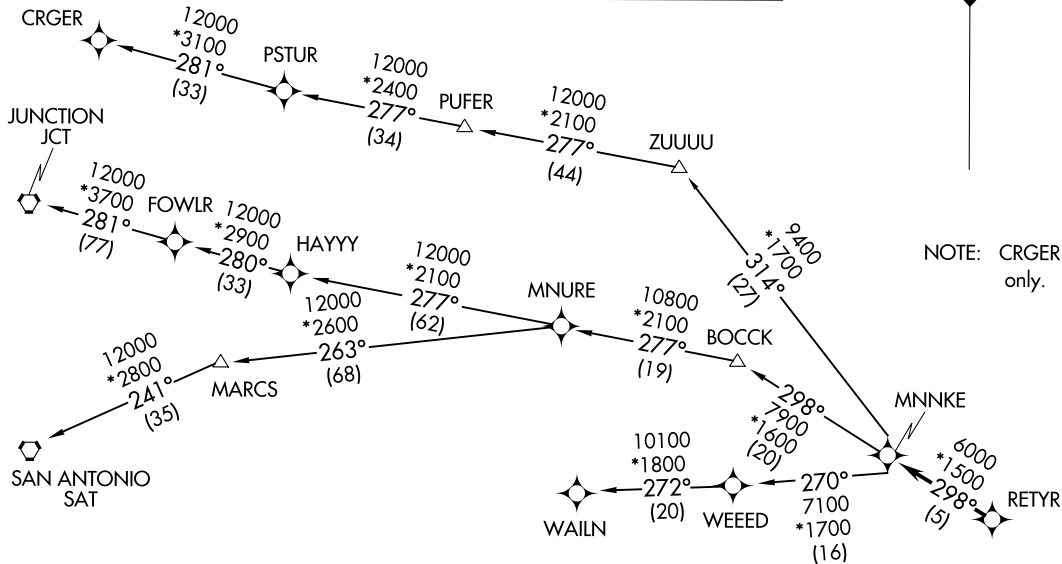 CRGER
12000
*3100
281°
(33)
PSTUR
12000
*2400
277°
(34)
PUFER
12000
*2100
277°
(44)
ZUUUU
9400
*1700
314°
(27)
JUNCTION
JCT
12000
*3700
281°
(77)
FOWLR
12000
*2900
280°
(33)
HAYYY
12000
*2100
277°
(62)
MNURE
10800
*2100
277°
(19)
BOCCK
298°
7900
*1600
(20)
NOTE: CRGER
only.
12000
*2600
263°
(68)
MARCS
12000
*2800
241°
(35)
SAN ANTONIO
SAT
MNNKE
6000
*1500
298°
(5)
RETYR
270°
7100
*1700
(16)
WEEED
10100
*1800
272°
(20)
WAILN